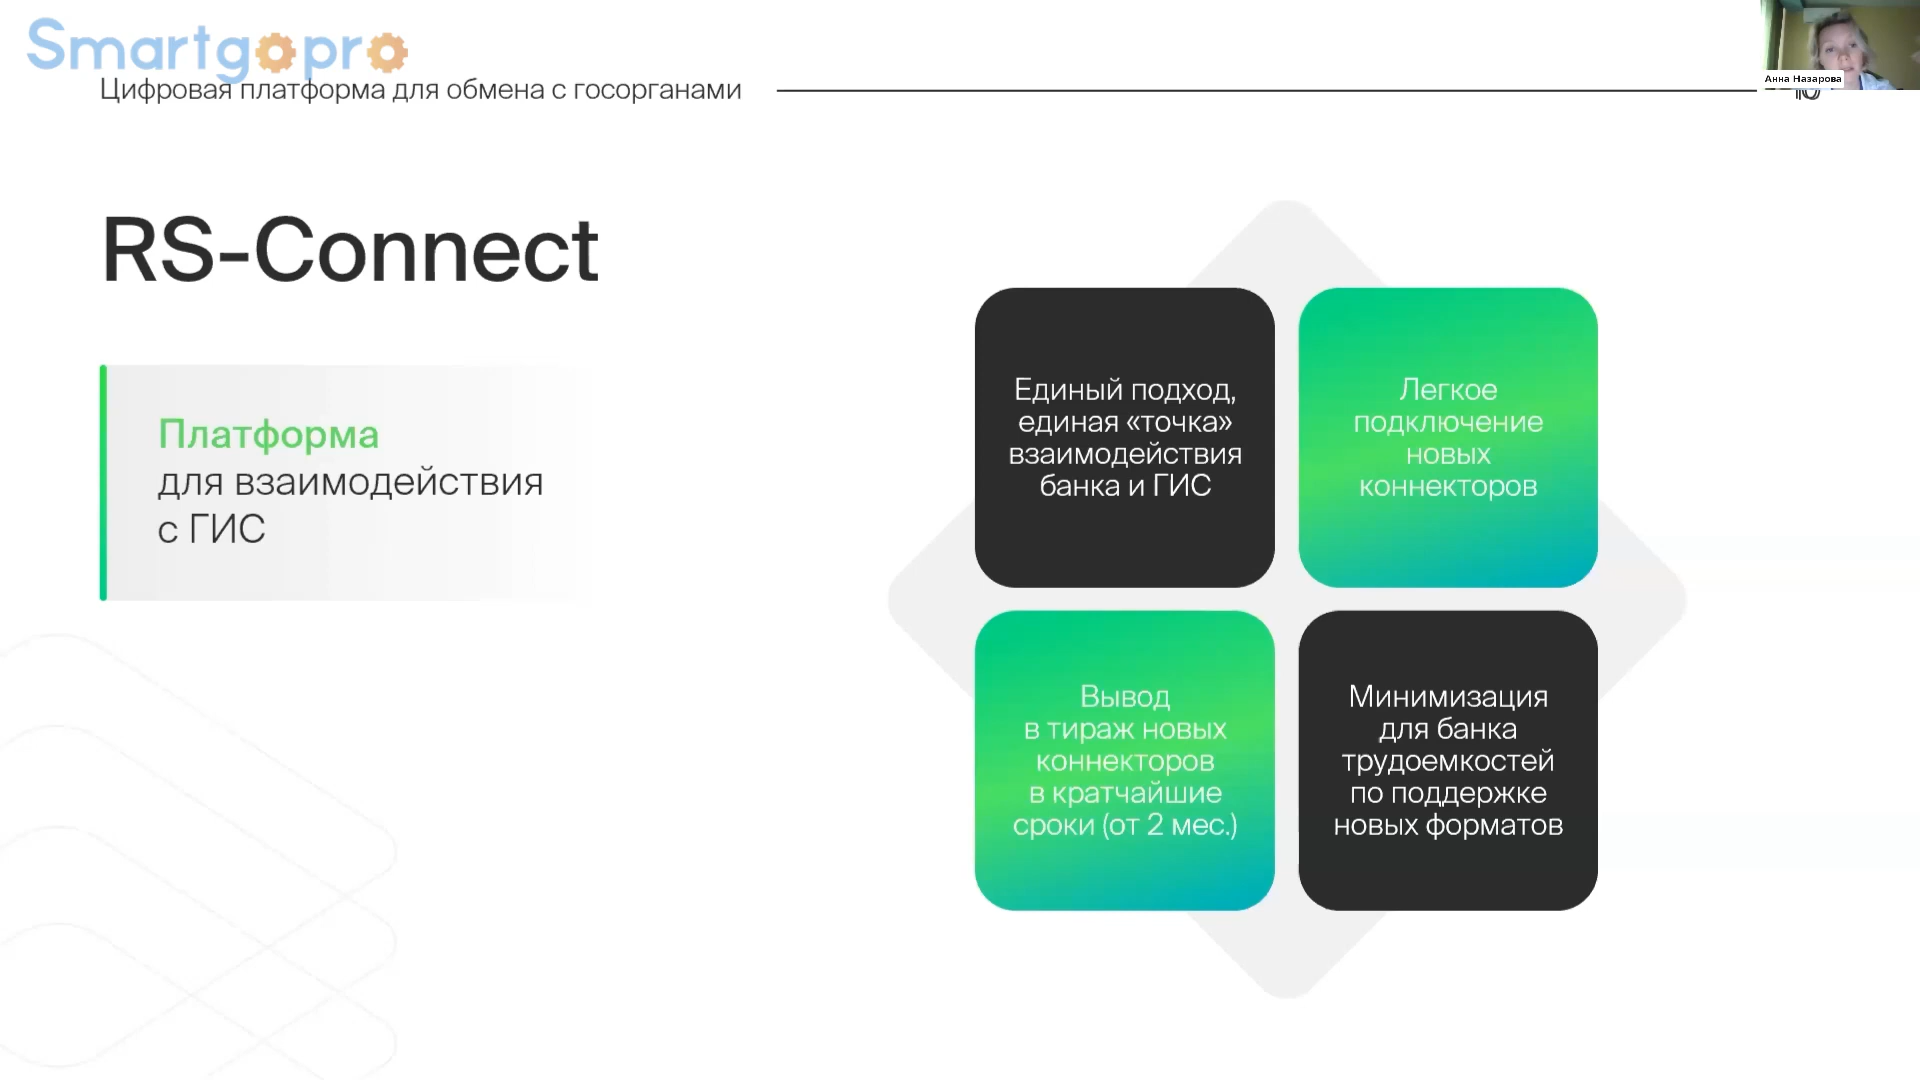 Smartgopro
Цифровая платформа для обмена с госорганами
Анна Назарова
10
RS-Connect
Платформа
для взаимодействия
с ГИС
Единый подход,
единая «точка»
взаимодействия
банка и ГИС
Легкое
подключение
новых
коннекторов
Вывод
в тираж новых
коннекторов
в кратчайшие
сроки (от 2 мес.)
Минимизация
для банка
трудоемкостей
по поддержке
новых форматов